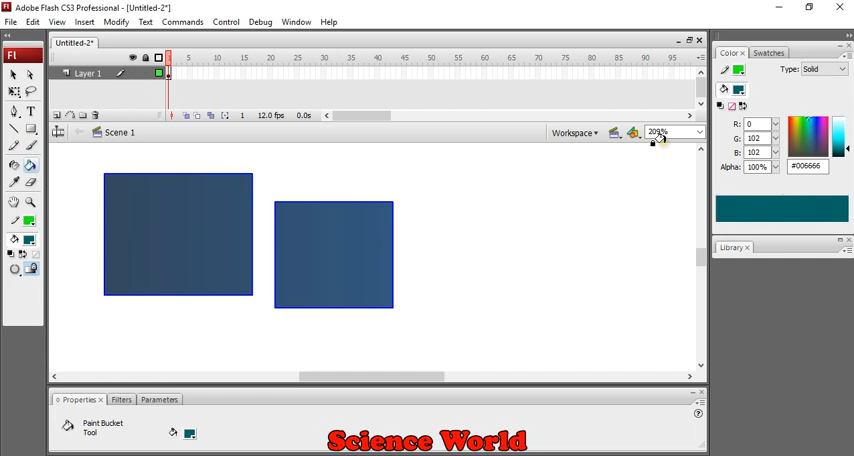 Adobe Flash CS3 Professional - [Untitled-2*]
File Edit View Insert Modify Text Commands Control Debug Window Help
Fl
Untitled-2*
5 10 15 20 25 30 35 40 45 50 55 60 65 70 75 80 85 90 95
Layer 1
1 12.0 fps 0.0s
Scene 1
Workspace
209%
Color Swatches
Type: Solid
R: 0
G: 102
B: 102
Alpha: 100%
#006666
Library
Properties Filters Parameters
Paint Bucket
Tool
Science World